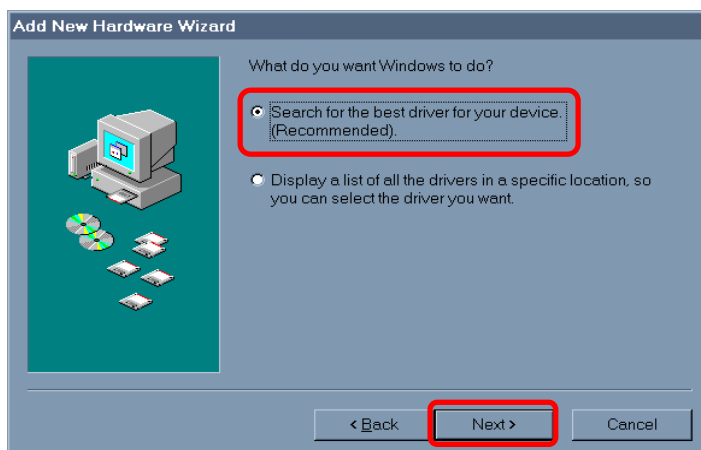 Add New Hardware Wizard
What do you want Windows to do?
Search for the best driver for your device.
(Recommended).
Display a list of all the drivers in a specific location, so
you can select the driver you want.
< Back
Next >
Cancel